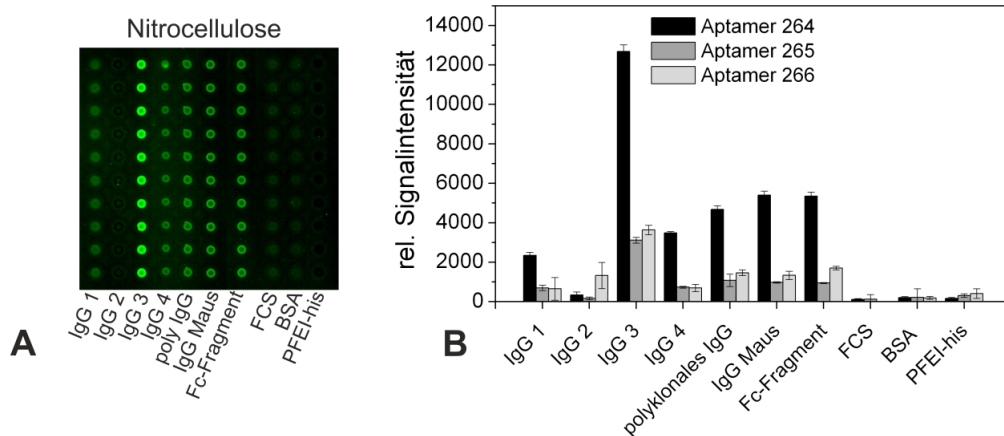 Nitrocellulose
IgG 1
IgG 2
IgG 3
IgG 4
poly IgG
IgG Maus
Fc-Fragment
FCS
BSA
PFEI-his
A
rel. Signalintensität
14000
12000
10000
8000
6000
4000
2000
0
Aptamer 264
Aptamer 265
Aptamer 266
IgG 1
IgG 2
IgG 3
IgG 4
polyklonales IgG
IgG Maus
Fc-Fragment
FCS
BSA
PFEI-his
B